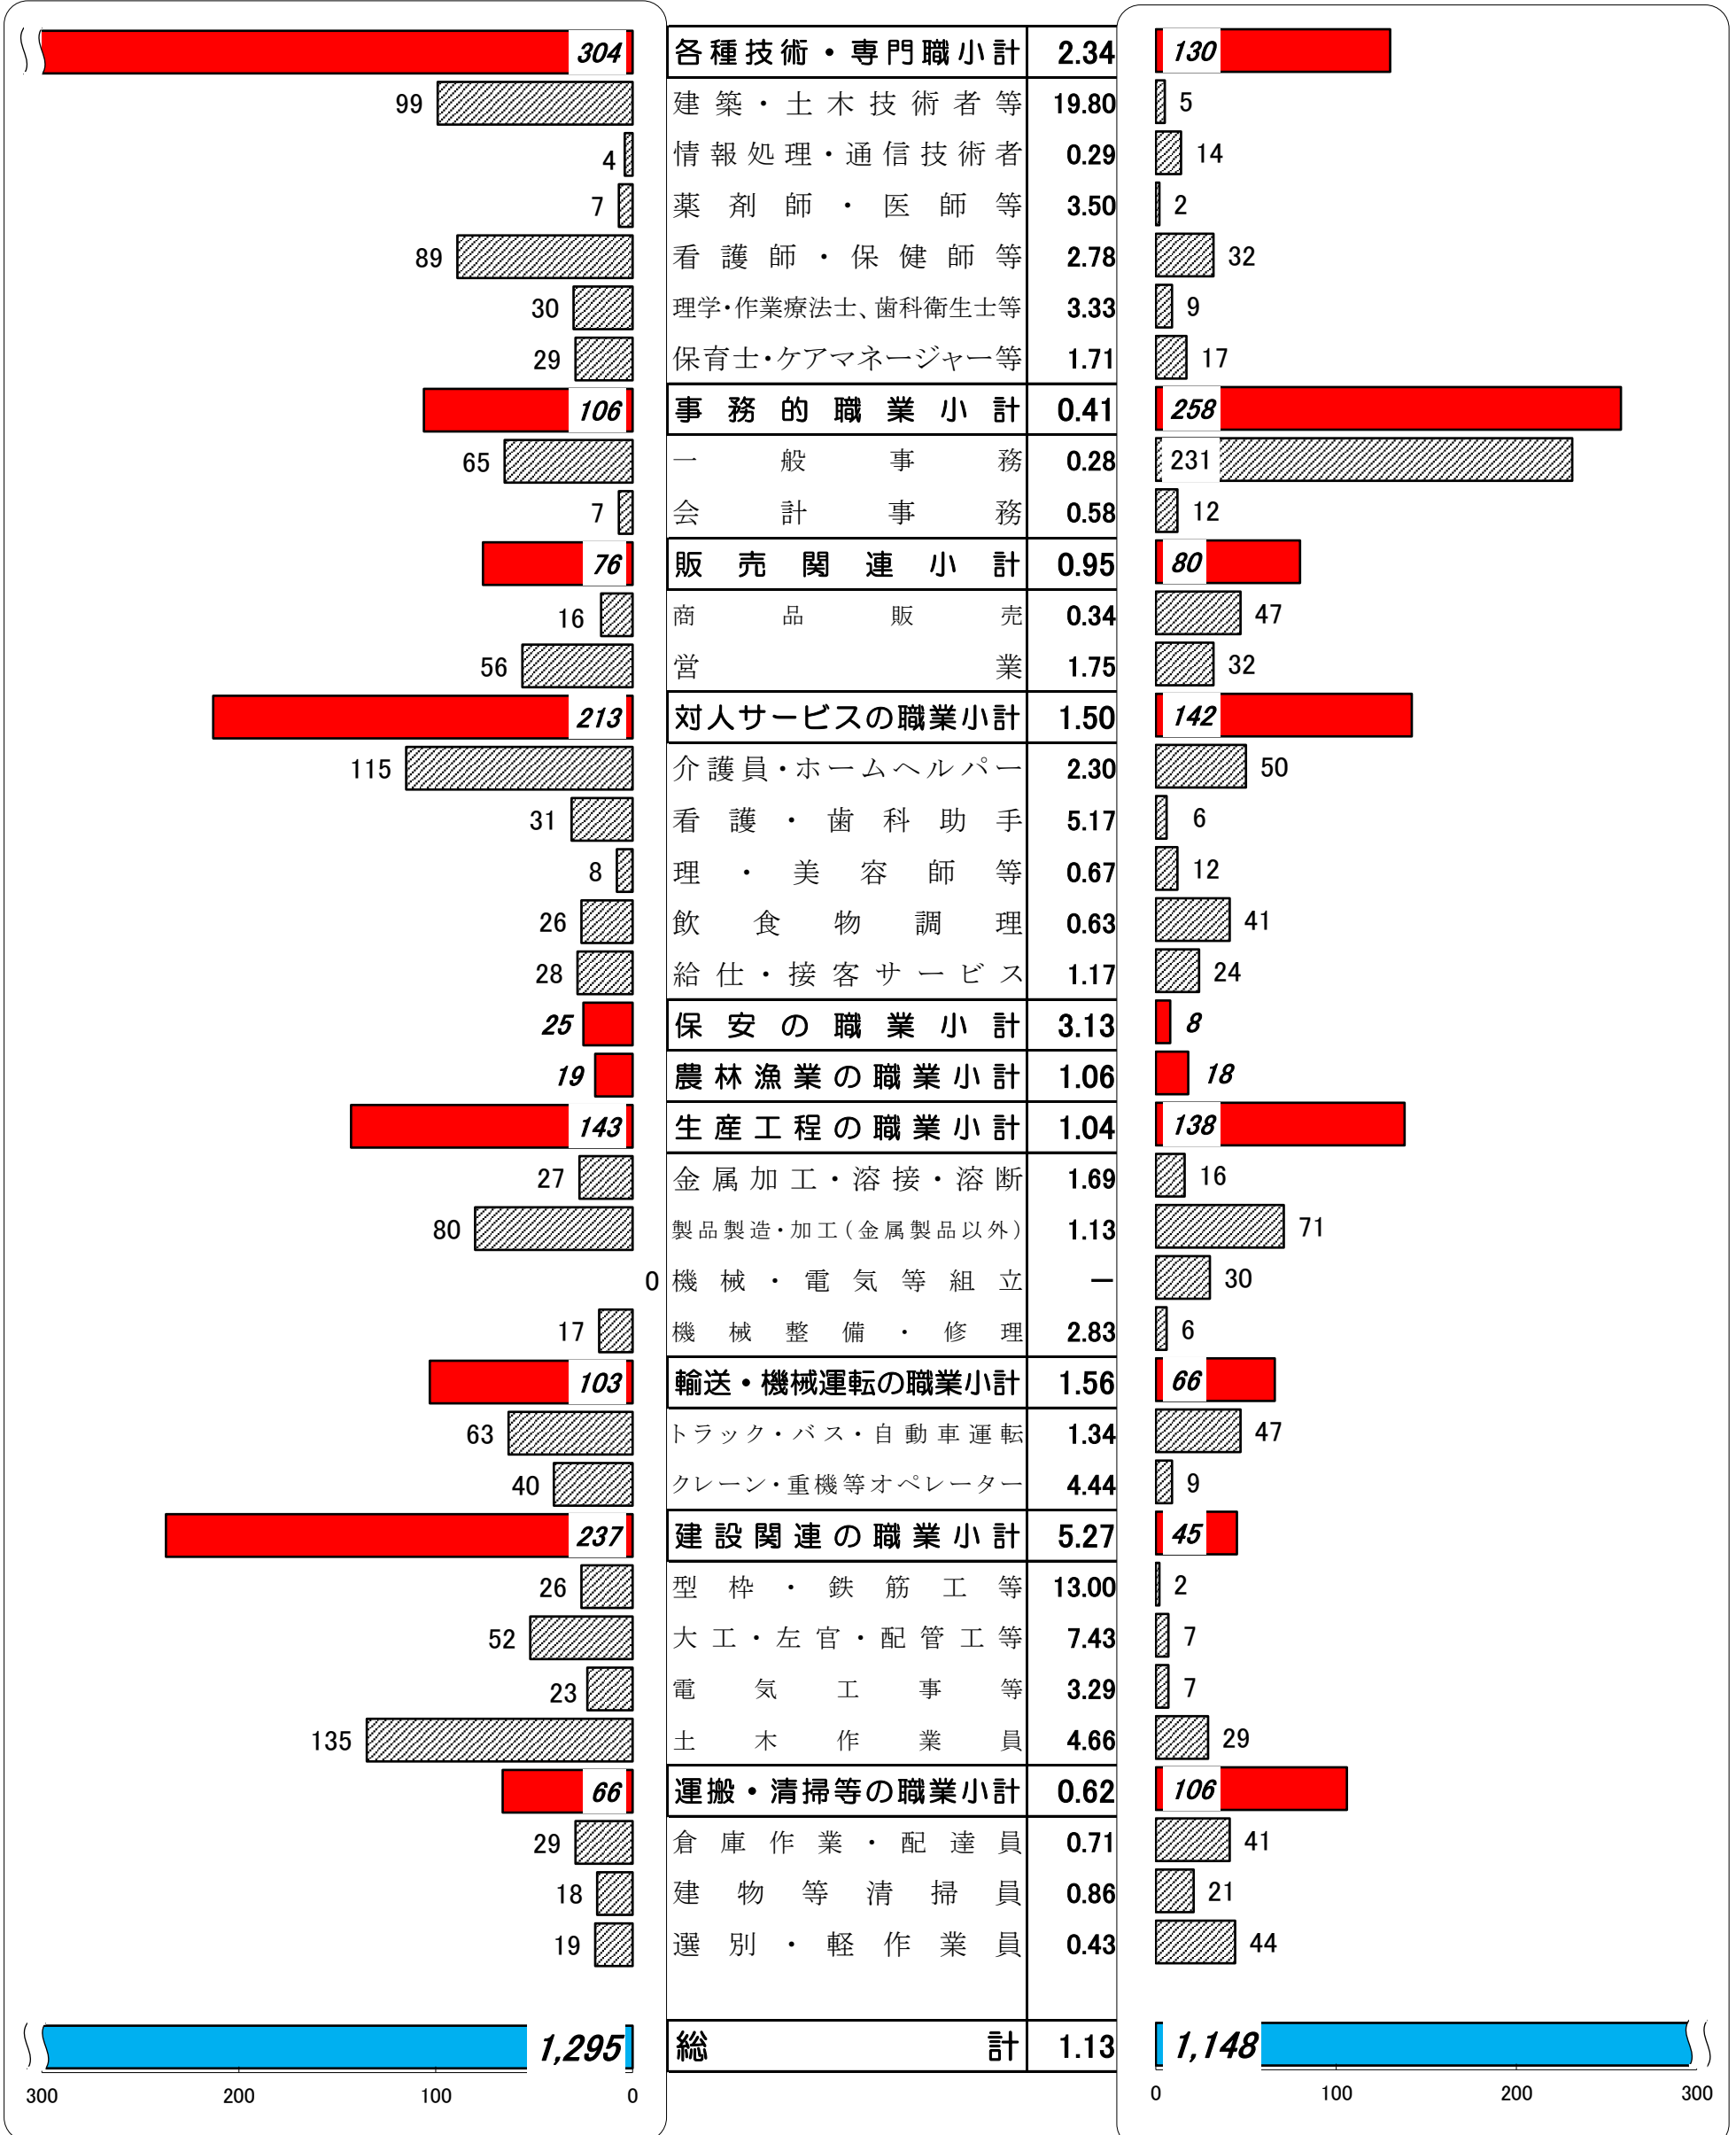 304 各種技術・専門職小計 2.34 130
99 建築・土木技術者等 19.80 5
4 情報処理・通信技術者 0.29 14
7 薬剤師・医師等 3.50 2
89 看護師・保健師等 2.78 32
30 理学・作業療法士、歯科衛生士等 3.33 9
29 保育士・ケアマネージャー等 1.71 17
106 事務的職業小計 0.41 258
65 一般事務 0.28 231
7 会計事務 0.58 12
76 販売関連小計 0.95 80
16 商品販売 0.34 47
56 営業 1.75 32
213 対人サービスの職業小計 1.50 142
115 介護員・ホームヘルパー 2.30 50
31 看護・歯科助手 5.17 6
8 理・美容師等 0.67 12
26 飲食物調理 0.63 41
28 給仕・接客サービス 1.17 24
25 保安の職業小計 3.13 8
19 農林漁業の職業小計 1.06 18
143 生産工程の職業小計 1.04 138
27 金属加工・溶接・溶断 1.69 16
80 製品製造・加工(金属製品以外) 1.13 71
0 機械・電気等組立 ー 30
17 機械整備・修理 2.83 6
103 輸送・機械運転の職業小計 1.56 66
63 トラック・バス・自動車運転 1.34 47
40 クレーン・重機等オペレーター 4.44 9
237 建設関連の職業小計 5.27 45
26 型枠・鉄筋工等 13.00 2
52 大工・左官・配管工等 7.43 7
23 電気工事等 3.29 7
135 土木作業員 4.66 29
66 運搬・清掃等の職業小計 0.62 106
29 倉庫作業・配達員 0.71 41
18 建物等清掃員 0.86 21
19 選別・軽作業員 0.43 44
1,295 総計 1.13 1,148
300 200 100 0 0 100 200 300